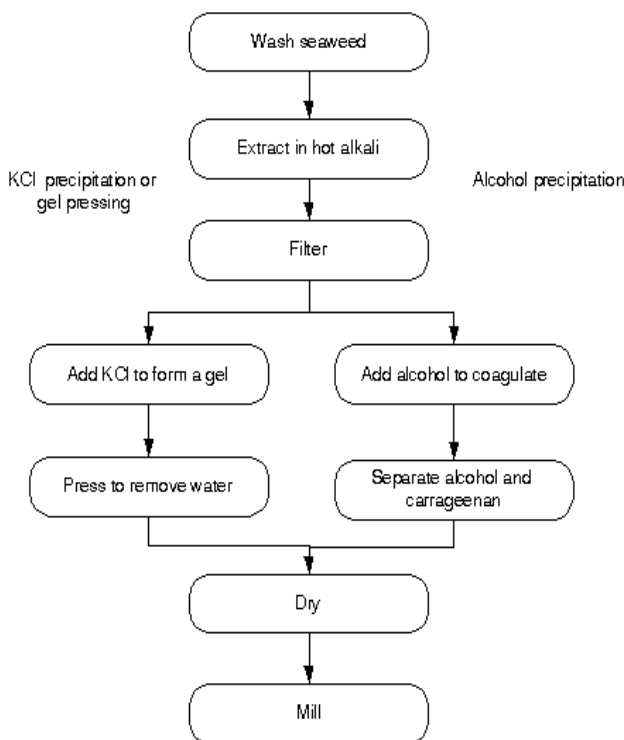 Wash seaweed
Extract in hot alkali
KCl precipitation or
gel pressing
Alcohol precipitation
Filter
Add KCl to form a gel
Add alcohol to coagulate
Press to remove water
Separate alcohol and
carrageenan
Dry
Mill